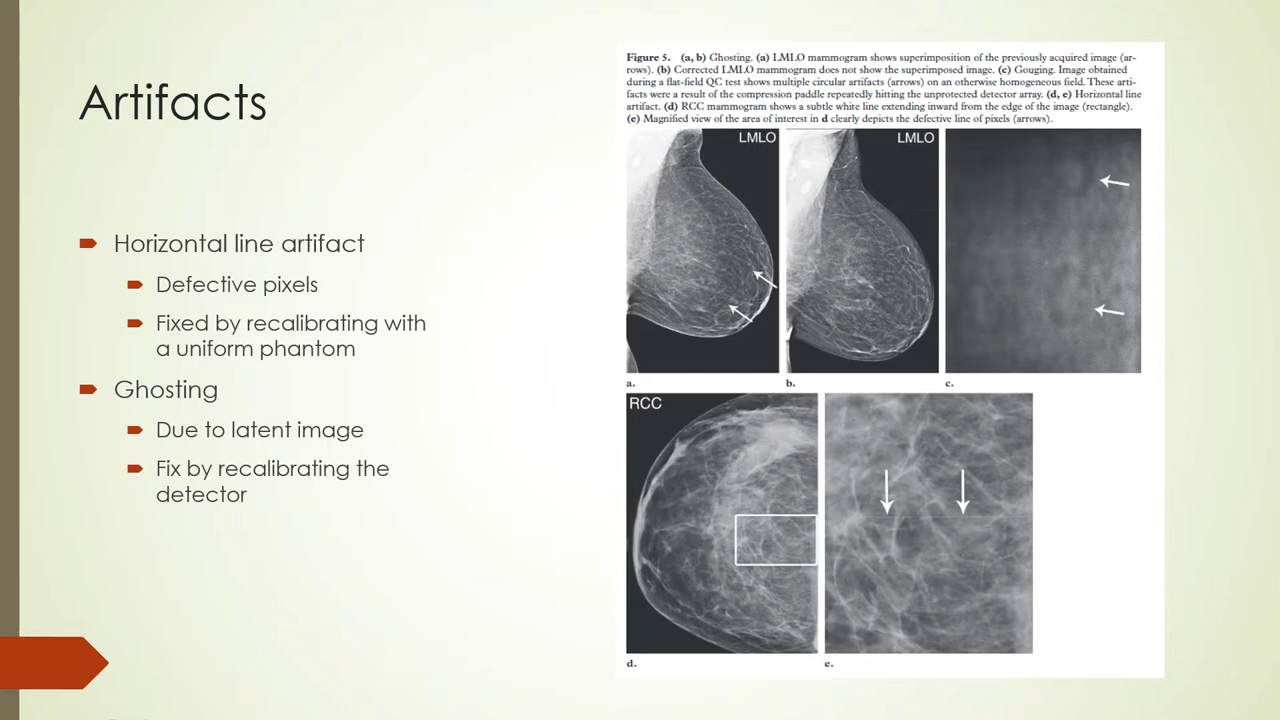 Artifacts
Horizontal line artifact
Defective pixels
Fixed by recalibrating with
a uniform phantom
Ghosting
Due to latent image
Fix by recalibrating the
detector
Figure 5. (a, b) Ghosting. (a) LMLO mammogram shows superimposition of the previously acquired image (ar-
rows). (b) Corrected LMLO mammogram does not show the superimposed image. (c) Gouging. Image obtained
during a flat-field QC test shows multiple circular artifacts (arrows) on an otherwise homogeneous field. These arti-
facts were a result of the compression paddle repeatedly hitting the unprotected detector array. (d, e) Horizontal line
artifact. (d) RCC mammogram shows a subtle white line extending inward from the edge of the image (rectangle).
(e) Magnified view of the area of interest in d clearly depicts the defective line of pixels (arrows).
LMLO
LMLO
a.
b.
c.
RCC
d.
e.